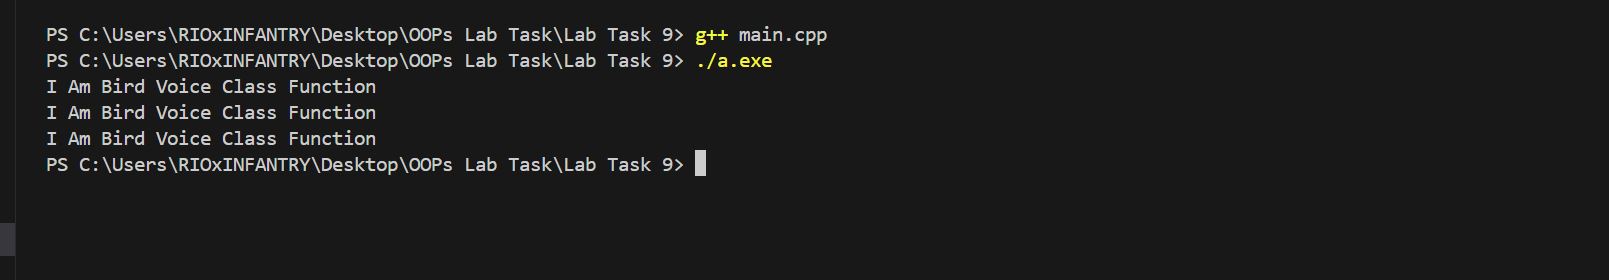 PS C:\Users\RIOxINFANTRY\Desktop\OOPs Lab Task\Lab Task 9> g++ main.cpp
PS C:\Users\RIOxINFANTRY\Desktop\OOPs Lab Task\Lab Task 9> ./a.exe
I Am Bird Voice Class Function
I Am Bird Voice Class Function
I Am Bird Voice Class Function
PS C:\Users\RIOxINFANTRY\Desktop\OOPs Lab Task\Lab Task 9>